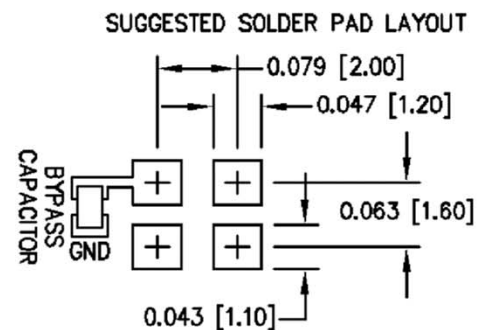 SUGGESTED SOLDER PAD LAYOUT
0.079 [2.00]
0.047 [1.20]
BYPASS
CAPACITOR
GND
0.063 [1.60]
0.043 [1.10]